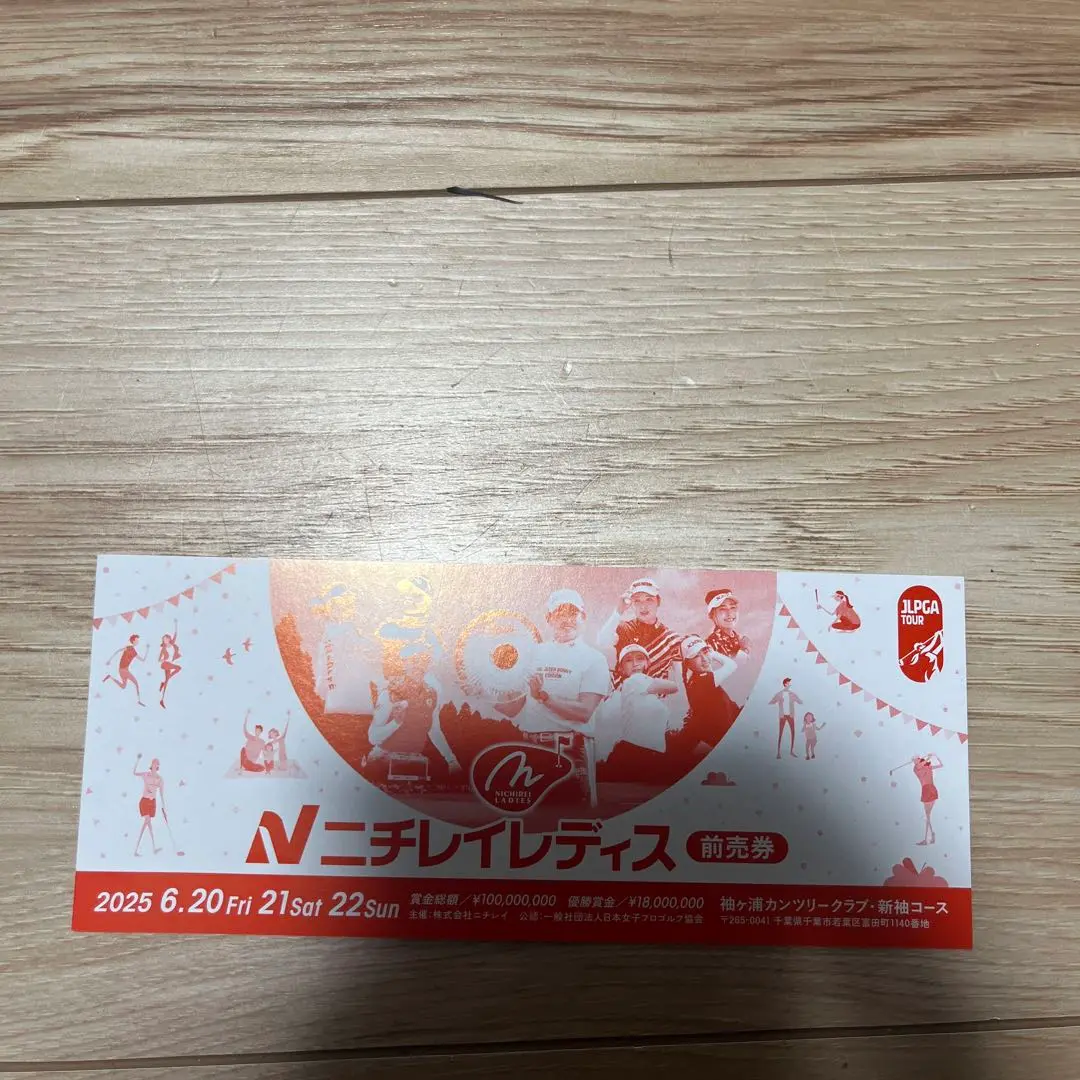 JLPGA
TOUR
NICHIREI
LADIES
ニチレイレディス 前売券
2025 6.20 Fri 21 Sat 22 Sun
賞金総額/¥100,000,000 優勝賞金/¥18,000,000
主催:株式会社ニチレイ 公認:一般社団法人日本女子プロゴルフ協会
袖ヶ浦カンツリークラブ・新袖コース
〒265-0041 千葉県千葉市若葉区富田町1140番地